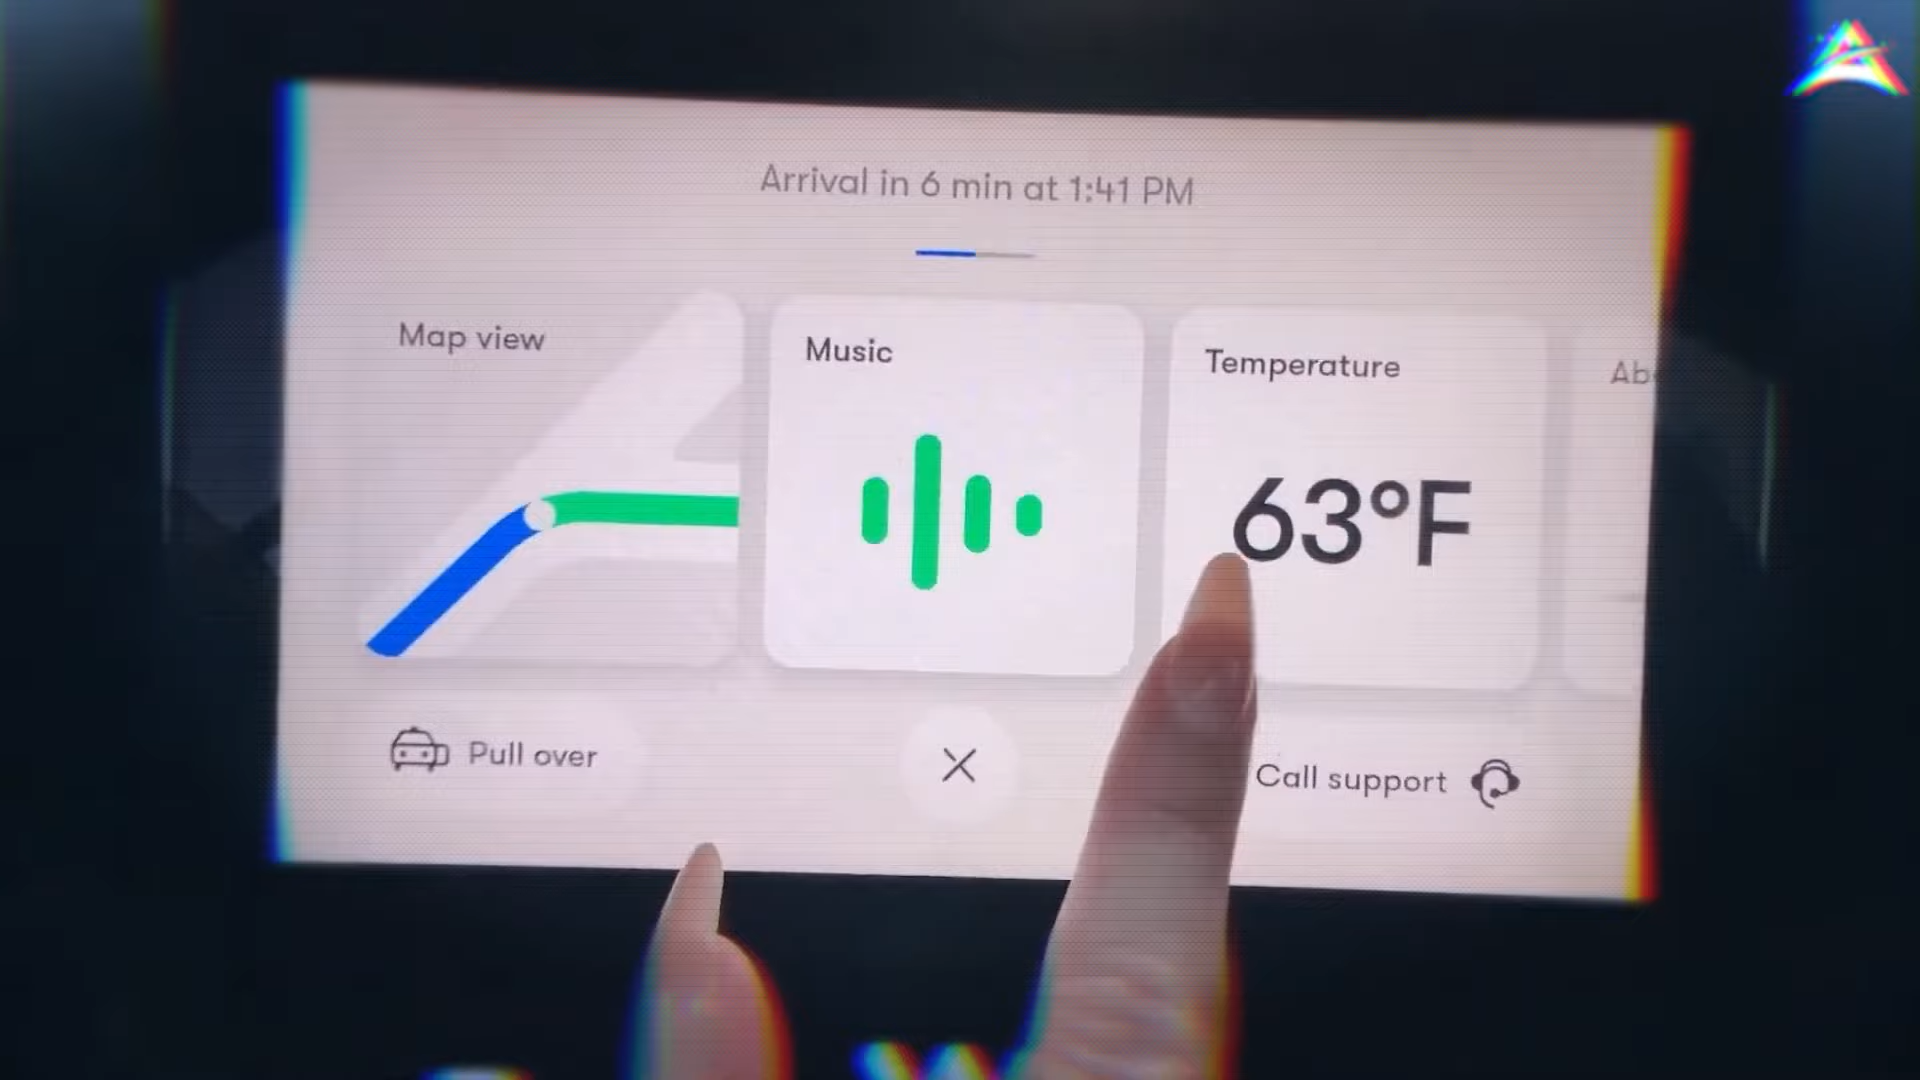 Arrival in 6 min at 1:41 PM
Map view
Music
Temperature
63°F
Pull over
Call support